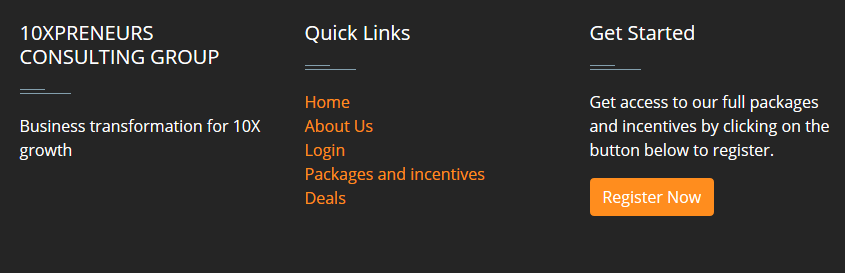 10XPRENEURS
CONSULTING GROUP
Business transformation for 10X
growth
Quick Links
Home
About Us
Login
Packages and incentives
Deals
Get Started
Get access to our full packages
and incentives by clicking on the
button below to register.
Register Now